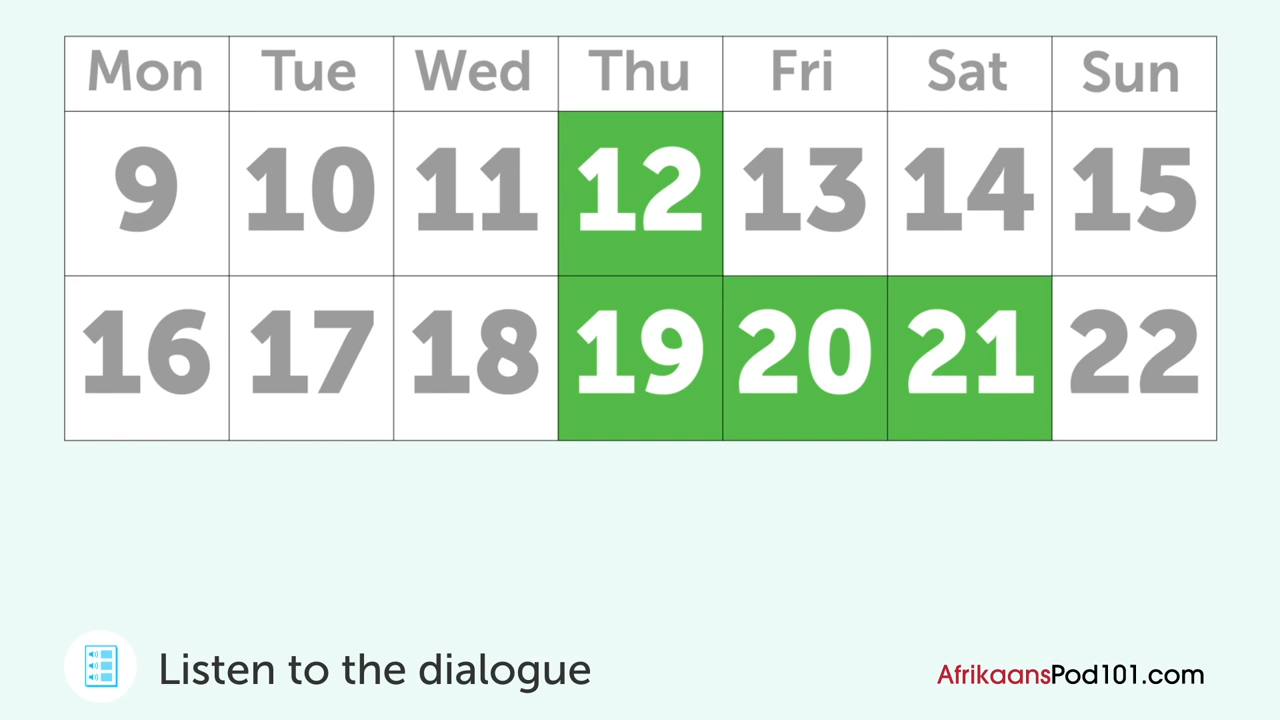 Mon Tue Wed Thu Fri Sat Sun
9 10 11 12 13 14 15
16 17 18 19 20 21 22
Listen to the dialogue
AfrikaansPod101.com